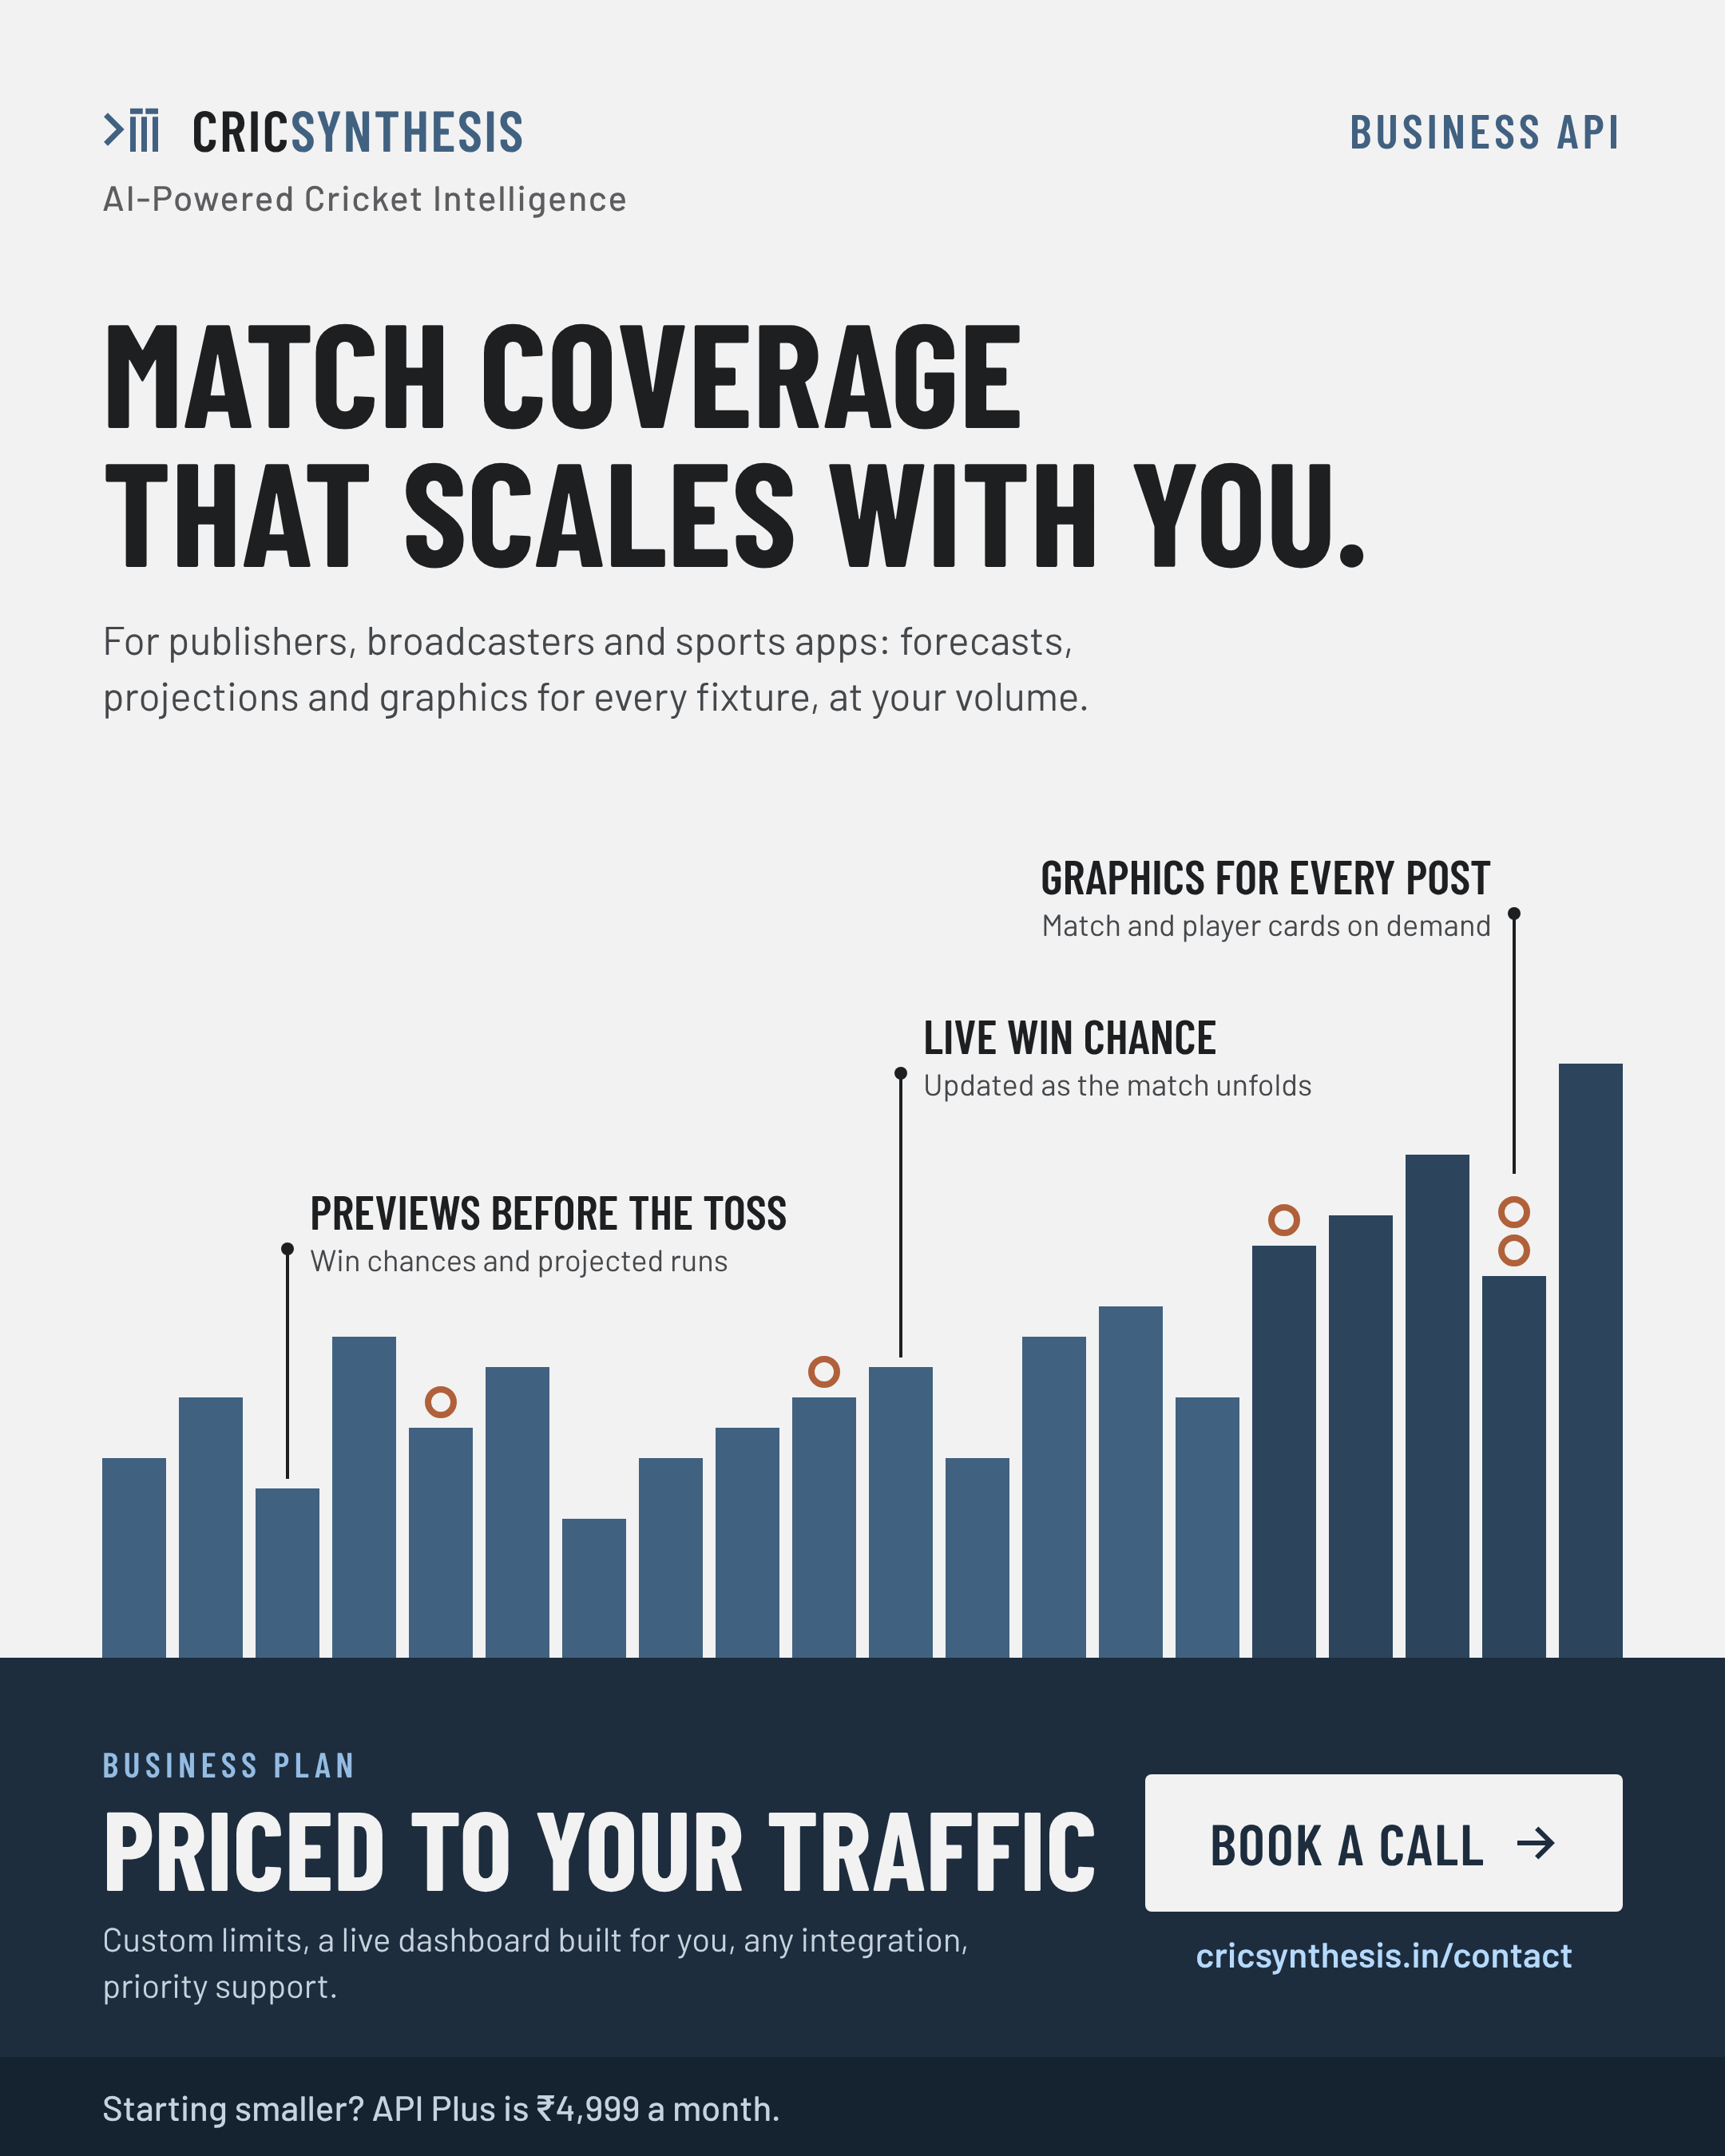 CRICSYNTHESIS
BUSINESS API
AI-Powered Cricket Intelligence
MATCH COVERAGE
THAT SCALES WITH YOU.
For publishers, broadcasters and sports apps: forecasts,
projections and graphics for every fixture, at your volume.
GRAPHICS FOR EVERY POST
Match and player cards on demand
LIVE WIN CHANCE
Updated as the match unfolds
PREVIEWS BEFORE THE TOSS
Win chances and projected runs
BUSINESS PLAN
PRICED TO YOUR TRAFFIC
Custom limits, a live dashboard built for you, any integration,
priority support.
BOOK A CALL →
cricsynthesis.in/contact
Starting smaller? API Plus is ₹4,999 a month.